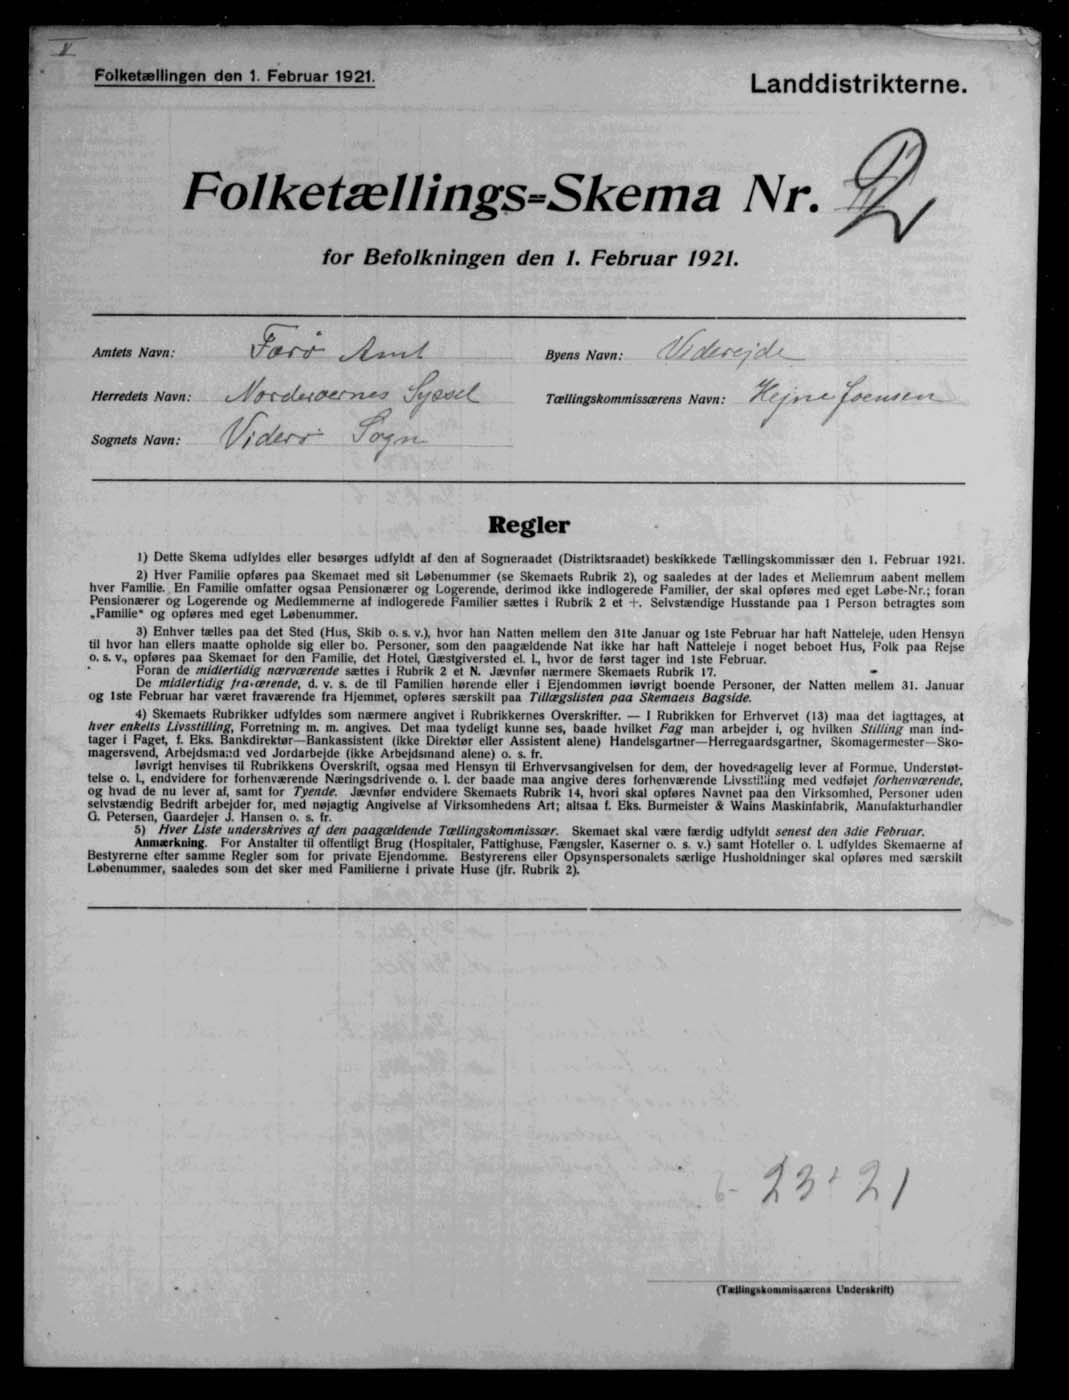 Folketællingen den 1. Februar 1921.
Landdistrikterne.
Folketællings=Skema Nr. 2
for Befolkningen den 1. Februar 1921.
Amtets Navn: Færø Amt
Byens Navn: Viderejde
Herredets Navn: Norderoernes Syssel
Tællingskommissærens Navn: Hejne Joensen
Sognets Navn: Viderø Sogn
Regler
1) Dette Skema udfyldes eller besørges udfyldt af den af Sogneraadet (Distriktsraadet) beskikkede Tællingskommissær den 1. Februar 1921.
2) Hver Familie opføres paa Skemaet med sit Løbenummer (se Skemaets Rubrik 2), og saaledes at der lades et Mellemrum aabent mellem
hver Familie. En Familie omfatter ogsaa Pensionærer og Logerende, derimod ikke indlogerede Familier, der skal opføres med eget Løbe-Nr.; foran
Pensionærer og Logerende og Medlemmerne af indlogerede Familier sættes i Rubrik 2 et +. Selvstændige Husstande paa 1 Person betragtes som
„Familie" og opføres med eget Løbenummer.
3) Enhver tælles paa det Sted (Hus, Skib o. s. v.), hvor han Natten mellem den 31te Januar og 1ste Februar har haft Natteleje, uden Hensyn
til hvor han ellers maatte opholde sig eller bo. Personer, som den paagældende Nat ikke har haft Natteleje i noget beboet Hus, Folk paa Rejse
o. s. v., opføres paa Skemaet for den Familie, det Hotel, Gæstgiversted el. l., hvor de først tager ind 1ste Februar.
Foran de midlertidig nærværende sættes i Rubrik 2 et N. Jævnfør nærmere Skemaets Rubrik 17.
De midlertidig fraværende, d. v. s. de til Familien hørende eller i Ejendommen iøvrigt boende Personer, der Natten mellem 31. Januar
og 1ste Februar har været fraværende fra Hjemmet, opføres særskilt paa Tillægslisten paa Skemaets Bagside.
4) Skemaets Rubrikker udfyldes som nærmere angivet i Rubrikkernes Overskrifter. — I Rubrikken for Erhvervet (13) maa det iagttages, at
hver enkelts Livsstilling, Forretning m. m. angives. Det maa tydeligt kunne ses, baade hvilket Fag man arbejder i, og hvilken Stilling man ind-
tager i Faget, f. Eks. Bankdirektør—Bankassistent (ikke Direktør eller Assistent alene) Handelsgartner—Herregaardsgartner, Skomagermester—Sko-
magersvend, Arbejdsmand ved Jordarbejde (ikke Arbejdsmand alene) o. s. fr.
Iøvrigt henvises til Rubrikkens Overskrift, ogsaa med Hensyn til Erhvervsangivelsen for dem, der hovedsagelig lever af Formue, Understøt-
telse o. l., endvidere for forhenværende Næringsdrivende o. l. der baade maa angive deres forhenværende Livsstilling med vedføjet forhenværende,
og hvad de nu lever af, samt for Tyende. Jævnfør endvidere Skemaets Rubrik 14, hvori skal opføres Navnet paa den Virksomhed, Personer uden
selvstændig Bedrift arbejder for, med nøjagtig Angivelse af Virksomhedens Art; altsaa f. Eks. Burmeister & Wains Maskinfabrik, Manufakturhandler
G. Petersen, Gaardejer J. Hansen o. s. fr.
5) Hver Liste underskrives af den paagældende Tællingskommissær. Skemaet skal være færdig udfyldt senest den 3die Februar.
Anmærkning. For Anstalter til offentligt Brug (Hospitaler, Fattighuse, Fængsler, Kaserner o. s. v.) samt Hoteller o. l. udfyldes Skemaerne af
Bestyrerne efter samme Regler som for private Ejendomme. Bestyrerens eller Opsynspersonalets særlige Husholdninger skal opføres med særskilt
Løbenummer, saaledes som det sker med Familierne i private Huse (jfr. Rubrik 2).
6- 23+21
(Tællingskommissærens Underskrift)